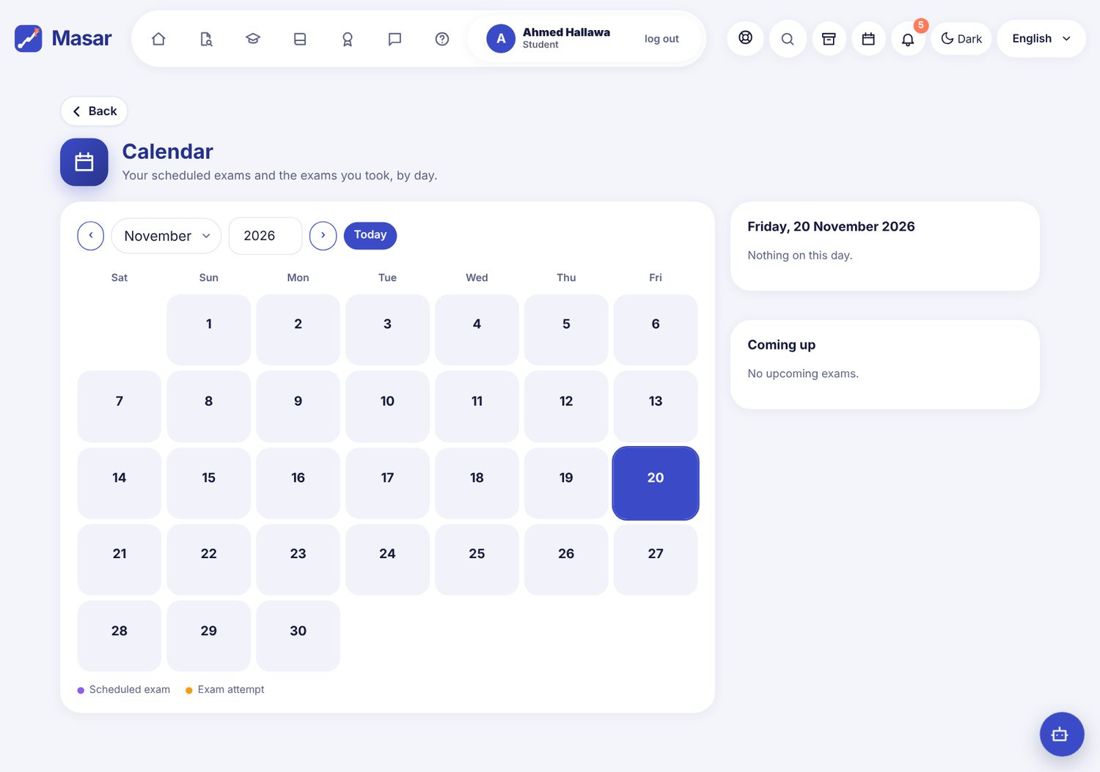 Masar
A
Ahmed Hallawa
Student
log out
5
Dark
English
Back
Calendar
Your scheduled exams and the exams you took, by day.
November
2026
Today
Sat Sun Mon Tue Wed Thu Fri
1 2 3 4 5 6
7 8 9 10 11 12 13
14 15 16 17 18 19 20
21 22 23 24 25 26 27
28 29 30
Scheduled exam Exam attempt
Friday, 20 November 2026
Nothing on this day.
Coming up
No upcoming exams.